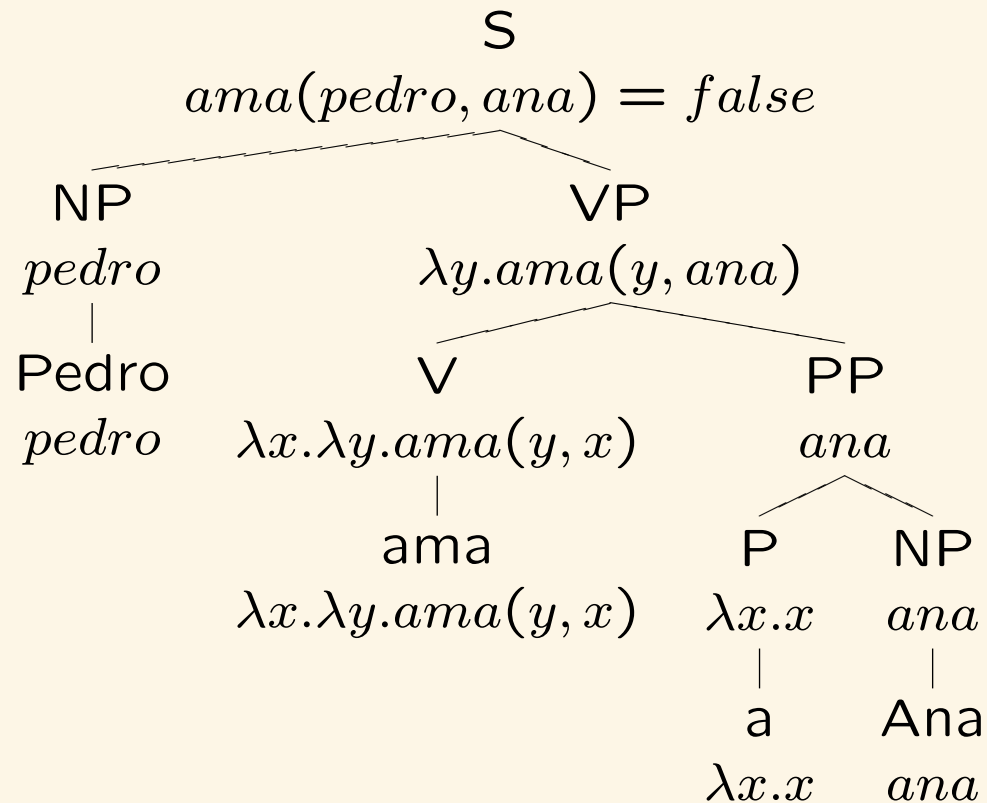 S
ama(pedro, ana) = false
NP VP
pedro λy.ama(y, ana)
Pedro V PP
pedro λx.λy.ama(y, x) ana
ama P NP
λx.λy.ama(y, x) λx.x ana
a Ana
λx.x ana